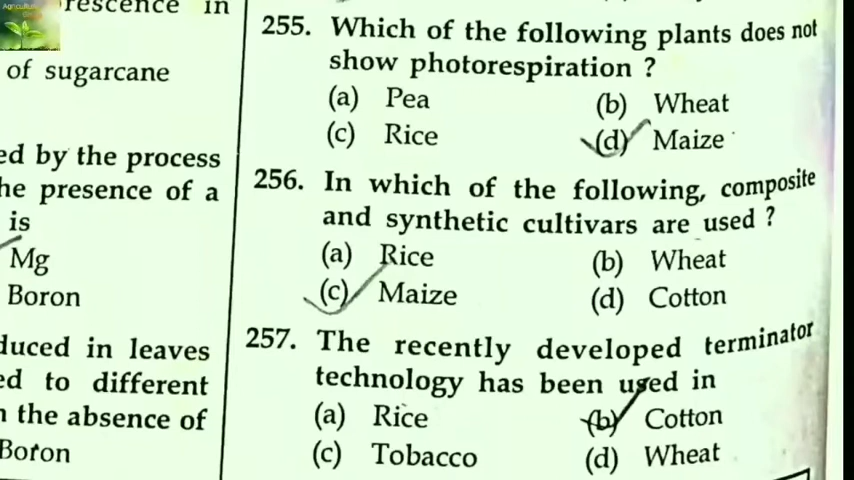 Agriculture
rescence in
of sugarcane
ed by the process
he presence of a
is
Mg
Boron
duced in leaves
ed to different
n the absence of
Boron
255. Which of the following plants does not
show photorespiration ?
(a) Pea (b) Wheat
(c) Rice (d) Maize
256. In which of the following, composite
and synthetic cultivars are used ?
(a) Rice (b) Wheat
(c) Maize (d) Cotton
257. The recently developed terminator
technology has been used in
(a) Rice (b) Cotton
(c) Tobacco (d) Wheat